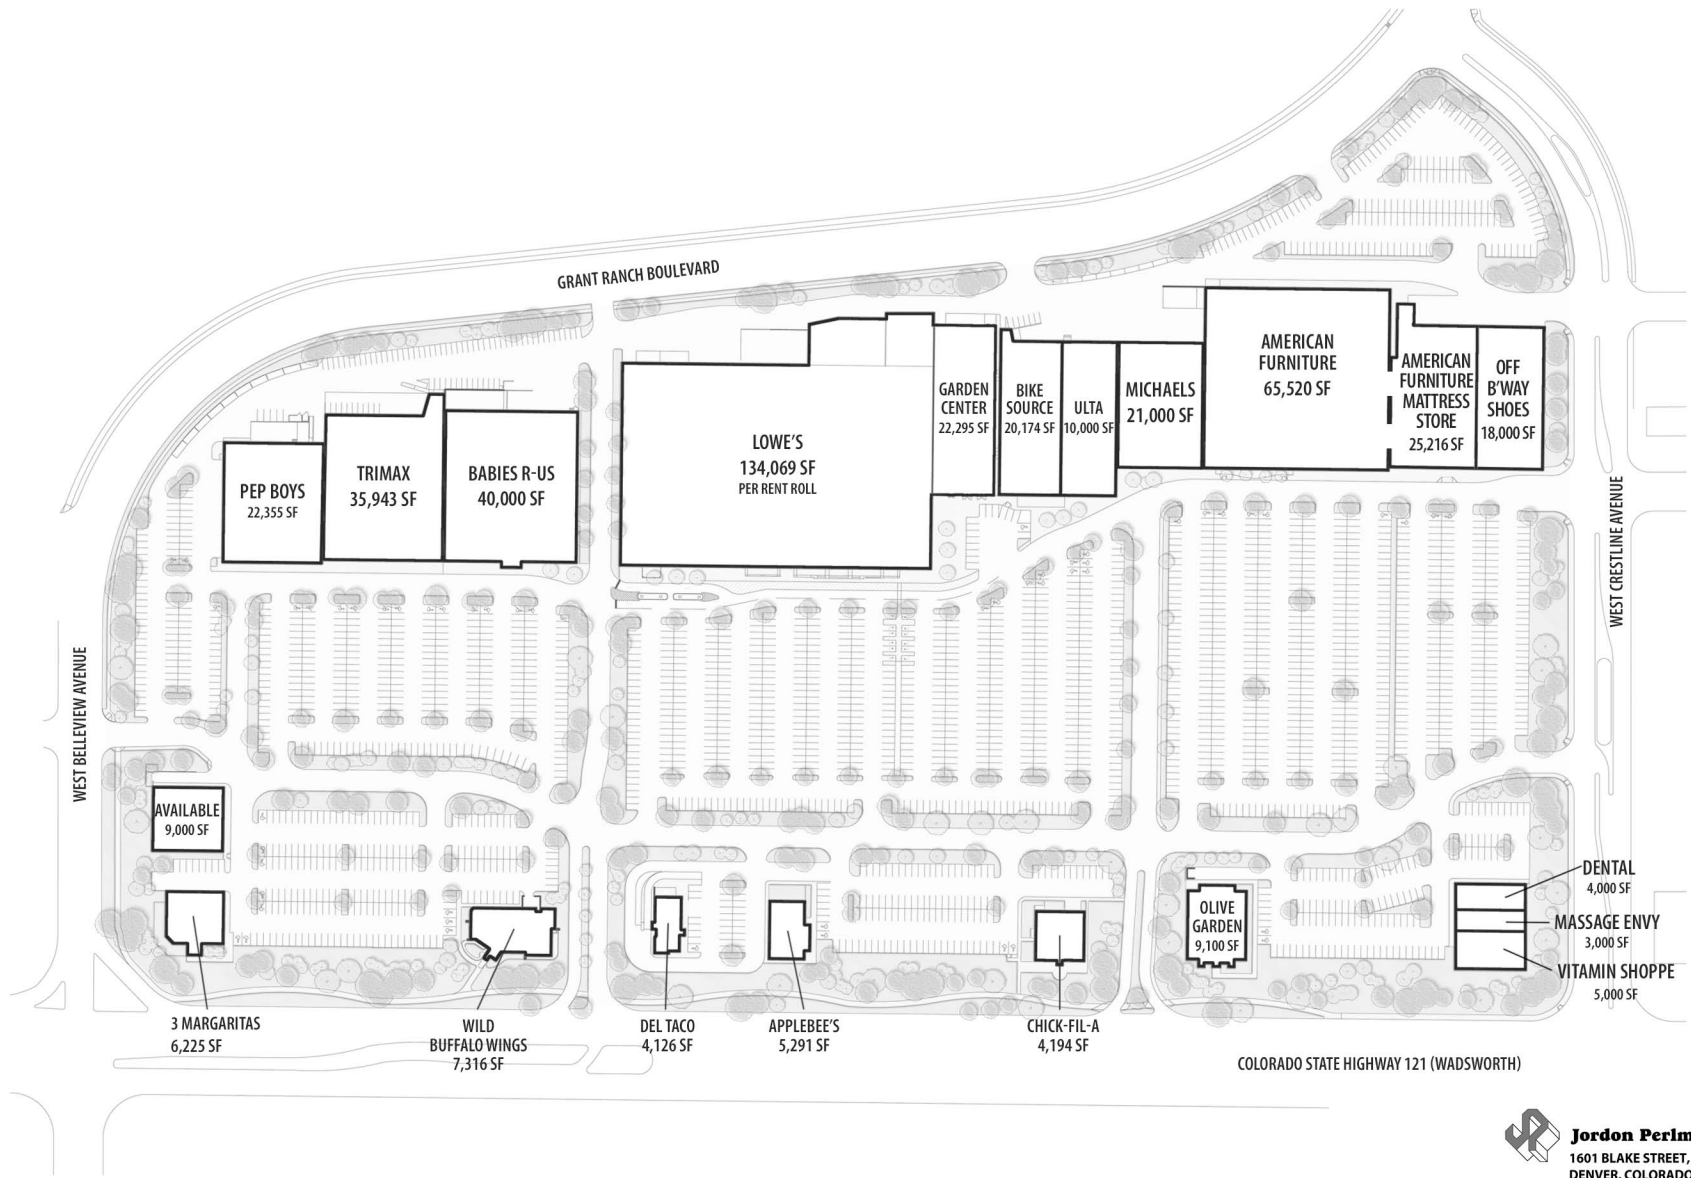 GRANT RANCH BOULEVARD
AMERICAN
FURNITURE
65,520 SF
AMERICAN
FURNITURE
MATTRESS
STORE
25,216 SF
OFF
B'WAY
SHOES
18,000 SF
MICHAELS
21,000 SF
GARDEN
CENTER
22,295 SF
BIKE
SOURCE
20,174 SF
ULTA
10,000 SF
LOWE'S
134,069 SF
PER RENT ROLL
BABIES R-US
40,000 SF
TRIMAX
35,943 SF
PEP BOYS
22,355 SF
WEST CRESTLINE AVENUE
WEST BELLEVIEW AVENUE
AVAILABLE
9,000 SF
DENTAL
4,000 SF
MASSAGE ENVY
3,000 SF
VITAMIN SHOPPE
5,000 SF
OLIVE
GARDEN
9,100 SF
3 MARGARITAS
6,225 SF
WILD
BUFFALO WINGS
7,316 SF
DEL TACO
4,126 SF
APPLEBEE'S
5,291 SF
CHICK-FIL-A
4,194 SF
COLORADO STATE HIGHWAY 121 (WADSWORTH)
Jordon Perlm
1601 BLAKE STREET,
DENVER, COLORADO